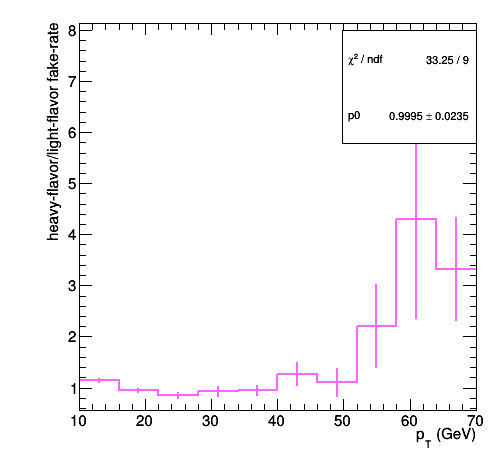 heavy-flavor/light-flavor fake-rate
8
7
6
5
4
3
2
1
χ² / ndf 33.25 / 9
p0 0.9995 ± 0.0235
10 20 30 40 50 60 70
p_T (GeV)